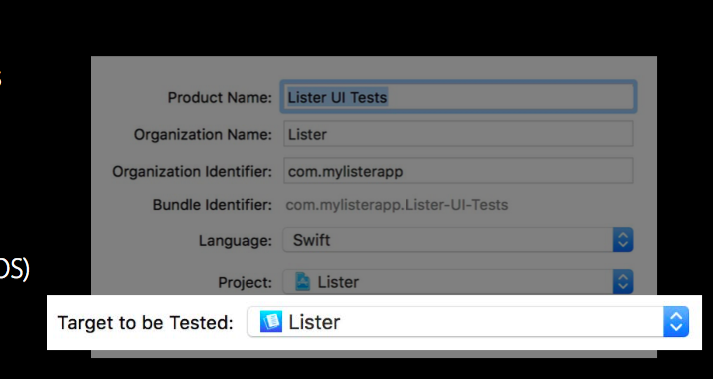 s
Product Name: Lister UI Tests
Organization Name: Lister
Organization Identifier: com.mylisterapp
Bundle Identifier: com.mylisterapp.Lister-UI-Tests
Language: Swift
OS)
Project: Lister
Target to be Tested: Lister